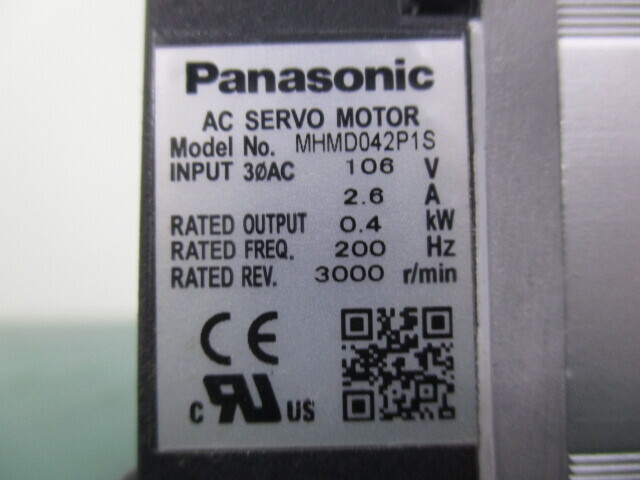 Panasonic
AC SERVO MOTOR
Model No. MHMD042P1S
INPUT 3øAC 106 V
2.6 A
RATED OUTPUT 0.4 kW
RATED FREQ. 200 Hz
RATED REV. 3000 r/min
CE
C RU US